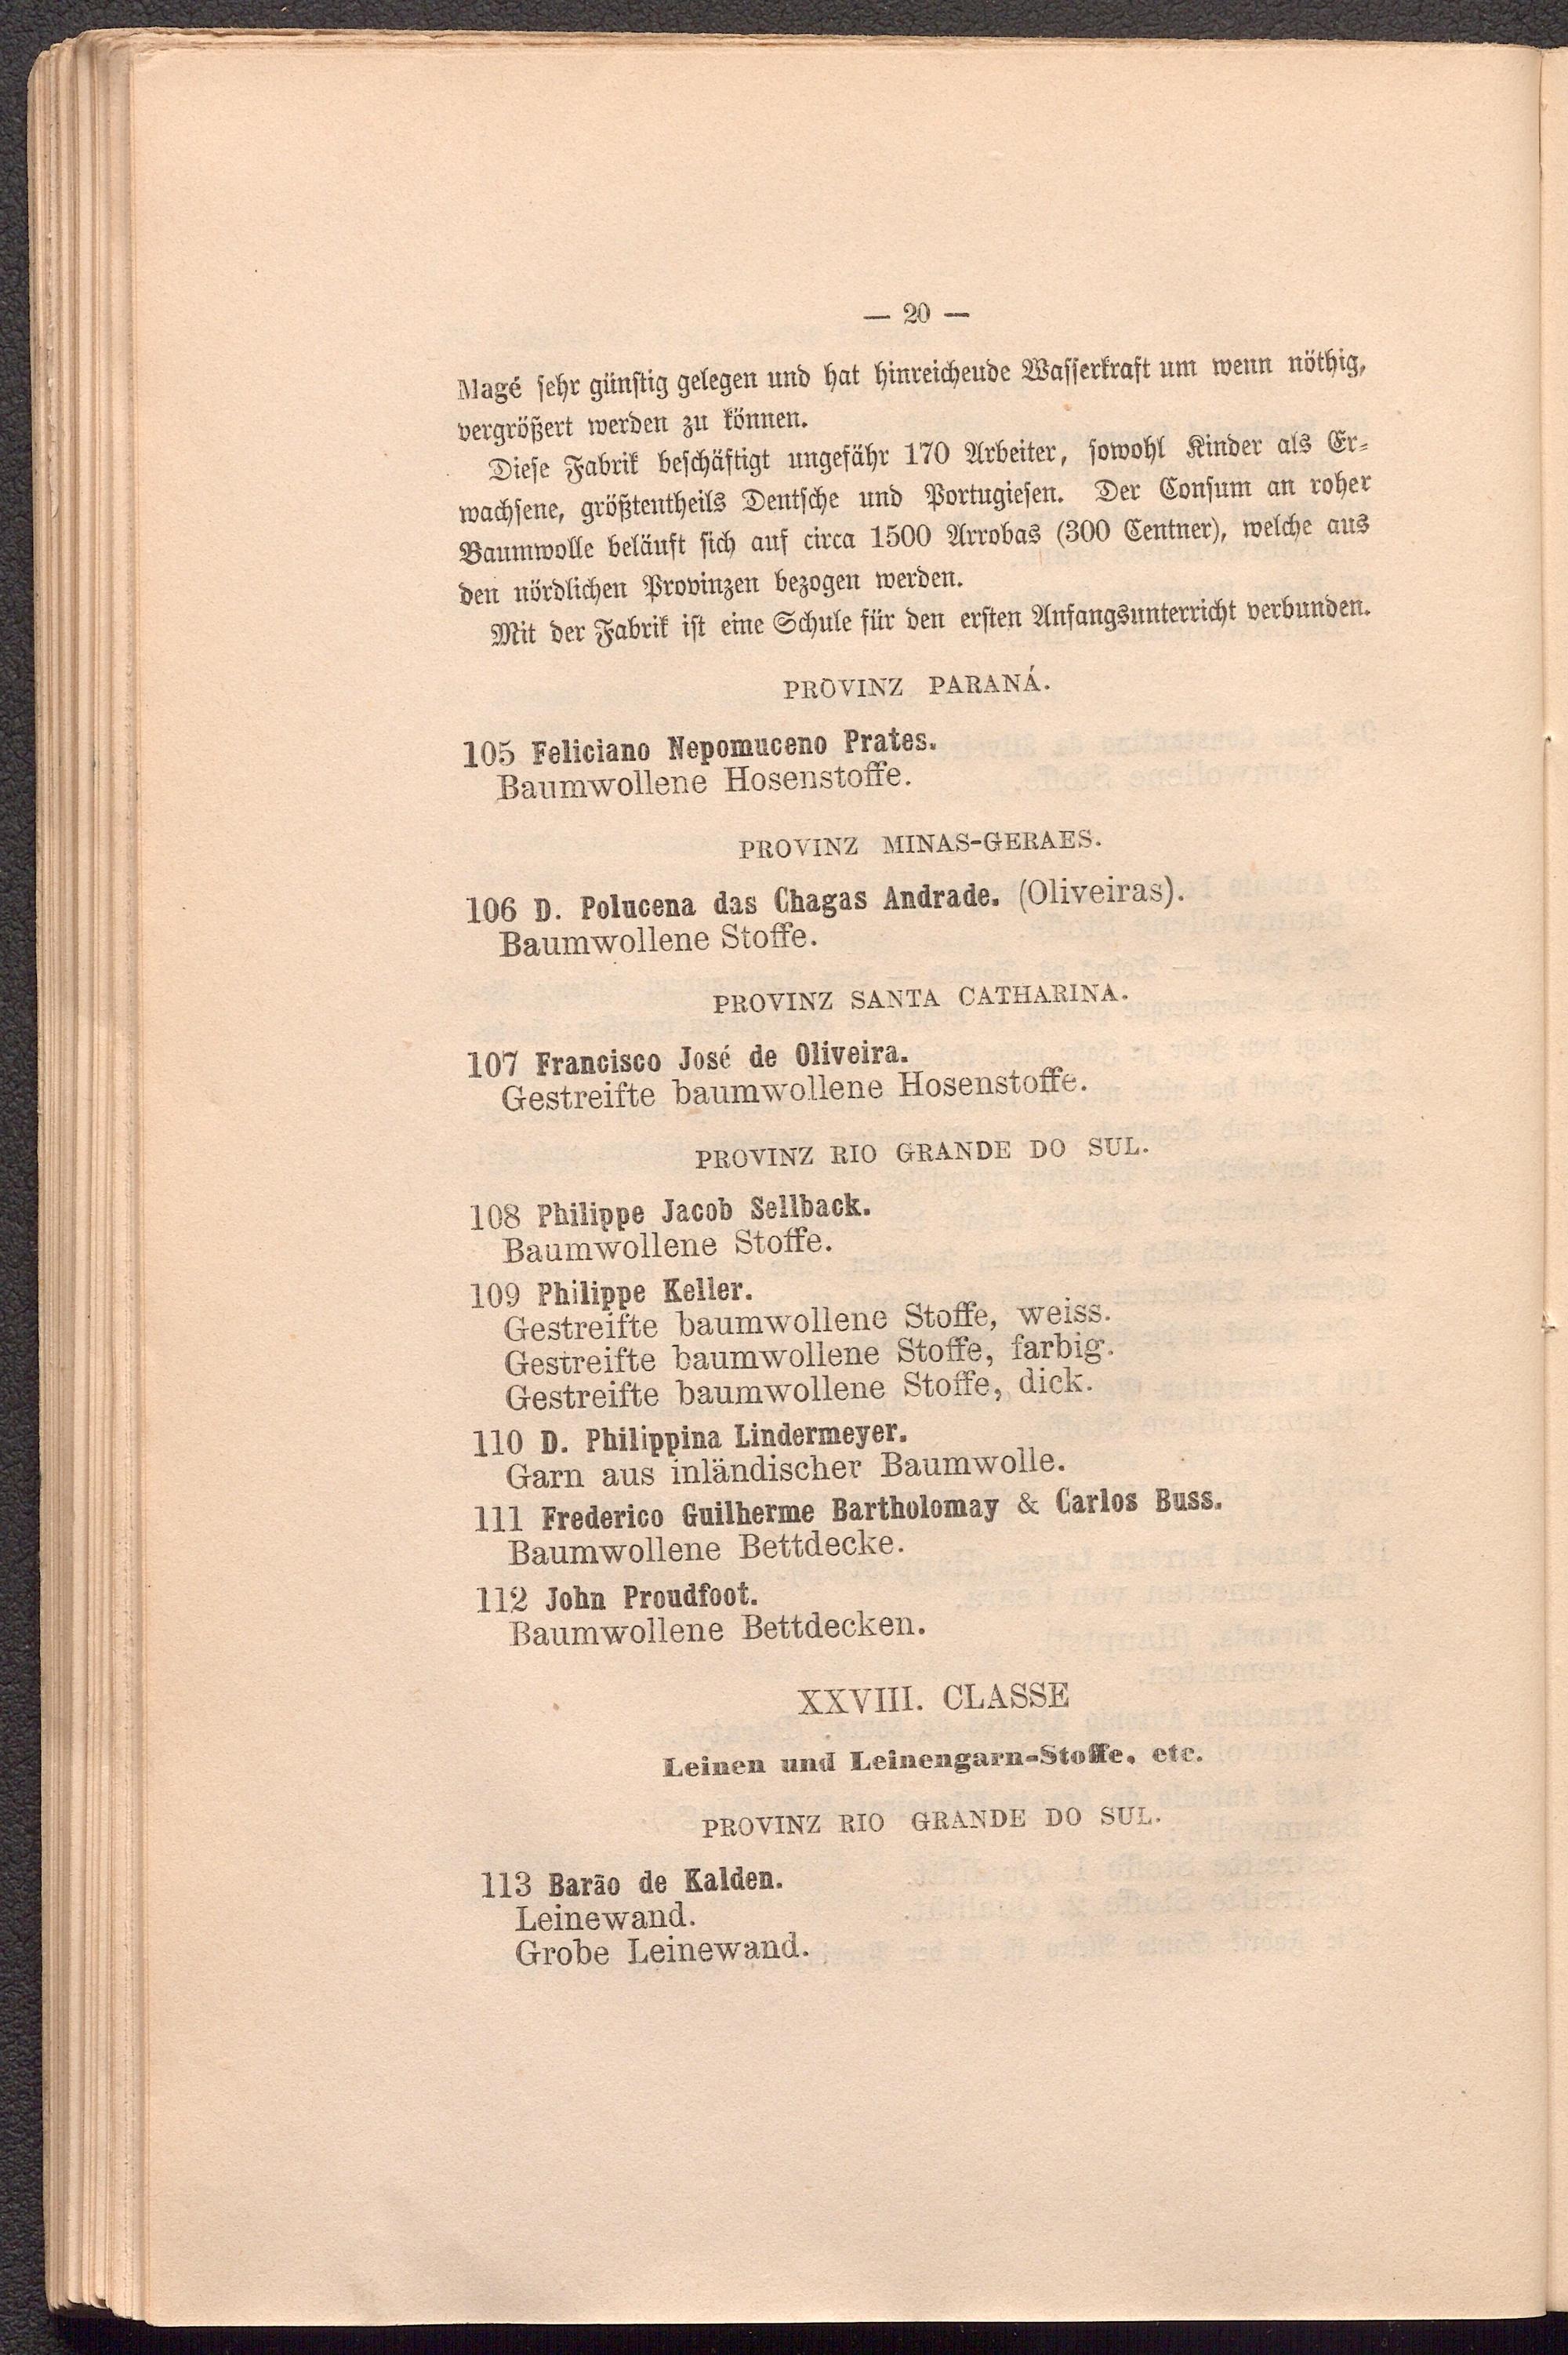 — 20 —
Magé sehr günstig gelegen und hat hinreicheude Wasserkraft um wenn nöthig,
vergrößert werden zu können.
Diese Fabrik beschäftigt ungefähr 170 Arbeiter, sowohl Kinder als Er-
wachsene, größtentheils Dentsche und Portugiesen. Der Consum an roher
Baumwolle beläuft sich auf circa 1500 Arrobas (300 Centner), welche aus
den nördlichen Provinzen bezogen werden.
Mit der Fabrik ist eine Schule für den ersten Anfangsunterricht verbunden.
PROVINZ PARANÁ.
105 Feliciano Nepomuceno Prates.
Baumwollene Hosenstoffe.
PROVINZ MINAS-GERAES.
106 D. Polucena das Chagas Andrade. (Oliveiras).
Baumwollene Stoffe.
PROVINZ SANTA CATHARINA.
107 Francisco José de Oliveira.
Gestreifte baumwollene Hosenstoffe.
PROVINZ RIO GRANDE DO SUL.
108 Philippe Jacob Sellback.
Baumwollene Stoffe.
109 Philippe Keller.
Gestreifte baumwollene Stoffe, weiss.
Gestreifte baumwollene Stoffe, farbig.
Gestreifte baumwollene Stoffe, dick.
110 D. Philippina Lindermeyer.
Garn aus inländischer Baumwolle.
111 Frederico Guilherme Bartholomay & Carlos Buss.
Baumwollene Bettdecke.
112 John Proudfoot.
Baumwollene Bettdecken.
XXVIII. CLASSE
Leinen und Leinengarn-Stoffe, etc.
PROVINZ RIO GRANDE DO SUL.
113 Barão de Kalden.
Leinewand.
Grobe Leinewand.